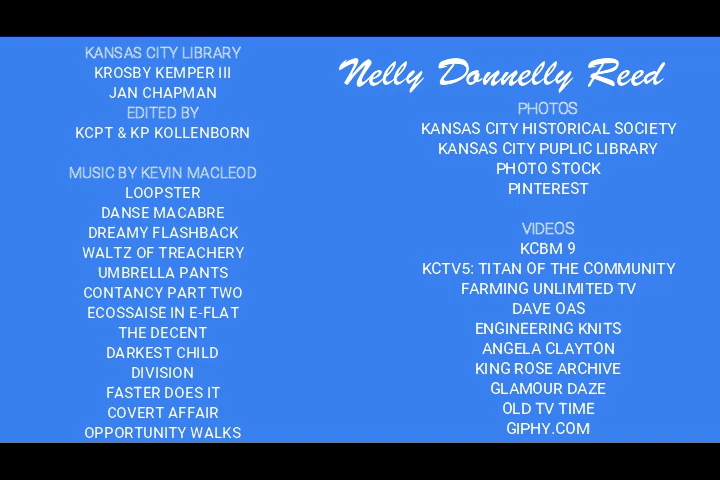 KANSAS CITY LIBRARY
KROSBY KEMPER III
JAN CHAPMAN
EDITED BY
KCPT & KP KOLLENBORN
MUSIC BY KEVIN MACLEOD
LOOPSTER
DANSE MACABRE
DREAMY FLASHBACK
WALTZ OF TREACHERY
UMBRELLA PANTS
CONTANCY PART TWO
ECOSSAISE IN E-FLAT
THE DECENT
DARKEST CHILD
DIVISION
FASTER DOES IT
COVERT AFFAIR
OPPORTUNITY WALKS
Nelly Donnelly Reed
PHOTOS
KANSAS CITY HISTORICAL SOCIETY
KANSAS CITY PUPLIC LIBRARY
PHOTO STOCK
PINTEREST
VIDEOS
KCBM 9
KCTV5: TITAN OF THE COMMUNITY
FARMING UNLIMITED TV
DAVE OAS
ENGINEERING KNITS
ANGELA CLAYTON
KING ROSE ARCHIVE
GLAMOUR DAZE
OLD TV TIME
GIPHY.COM